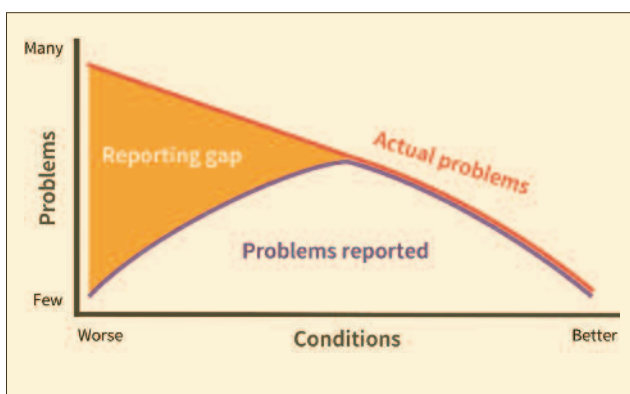 Many
Reporting gap
Actual problems
Problems
Problems reported
Few
Worse
Conditions
Better